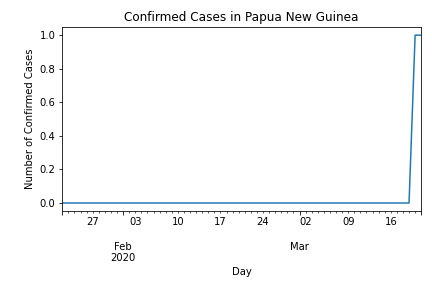 Confirmed Cases in Papua New Guinea
Number of Confirmed Cases
1.0
0.8
0.6
0.4
0.2
0.0
27 03 10 17 24 02 09 16
Feb Mar
2020
Day